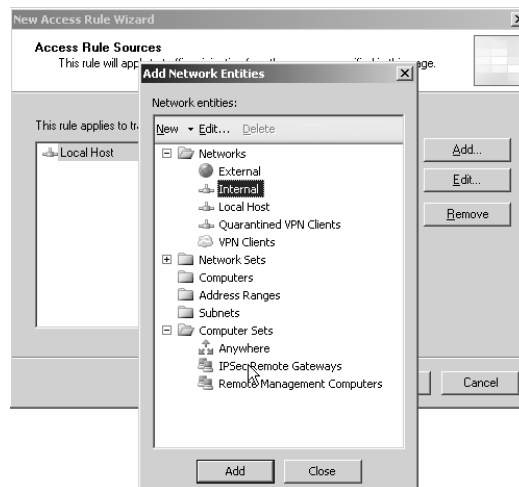 New Access Rule Wizard
Access Rule Sources
This rule will app
ge.
Add Network Entities
Network entities:
This rule applies to tr
New Edit... Delete
Local Host
Networks
External
Internal
Local Host
Quarantined VPN Clients
VPN Clients
Network Sets
Computers
Address Ranges
Subnets
Computer Sets
Anywhere
IPSec Remote Gateways
Remote Management Computers
Add...
Edit...
Remove
Cancel
Add Close